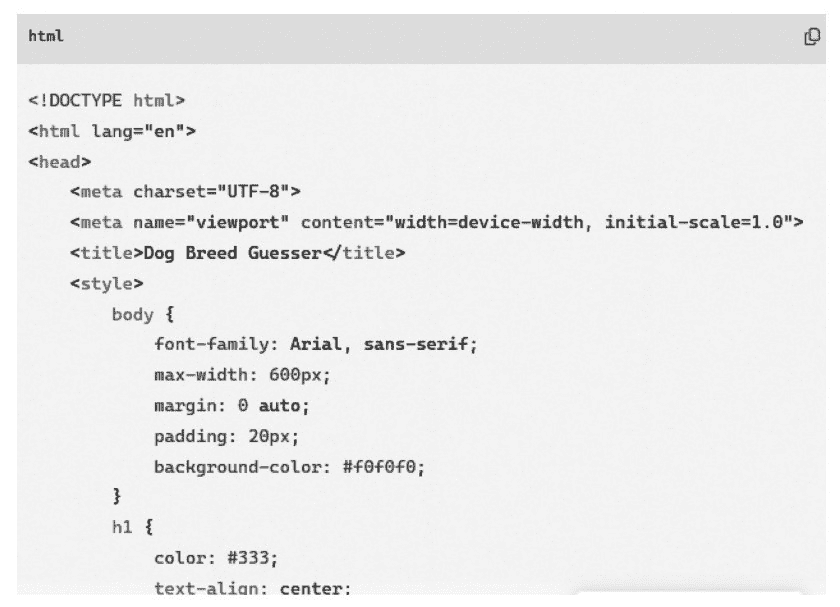 html
<!DOCTYPE html>
<html lang="en">
<head>
    <meta charset="UTF-8">
    <meta name="viewport" content="width=device-width, initial-scale=1.0">
    <title>Dog Breed Guesser</title>
    <style>
        body {
            font-family: Arial, sans-serif;
            max-width: 600px;
            margin: 0 auto;
            padding: 20px;
            background-color: #f0f0f0;
        }
        h1 {
            color: #333;
            text-align: center;